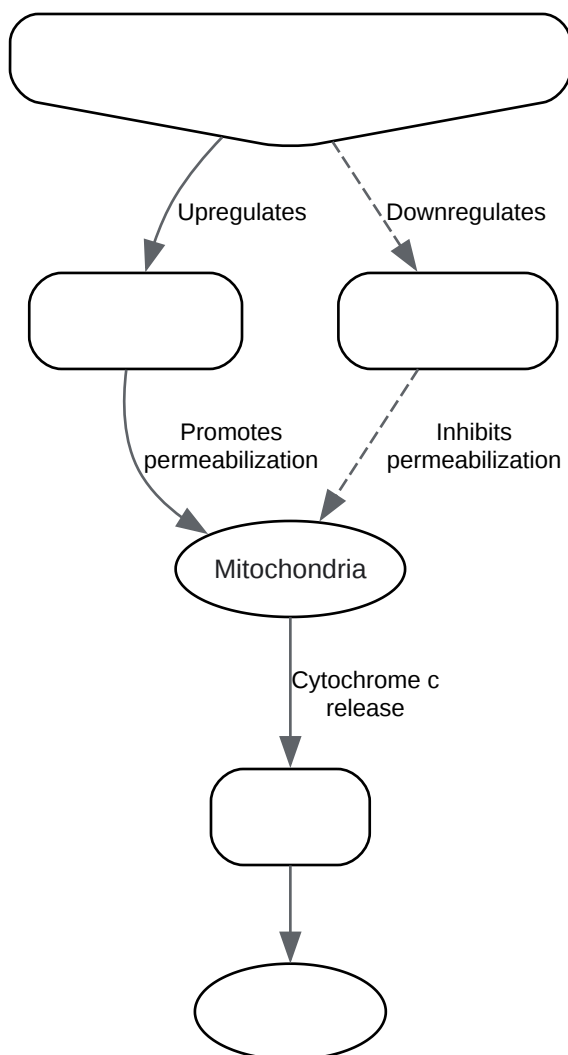 Upregulates
Downregulates
Promotes
permeabilization
Inhibits
permeabilization
Mitochondria
Cytochrome c
release